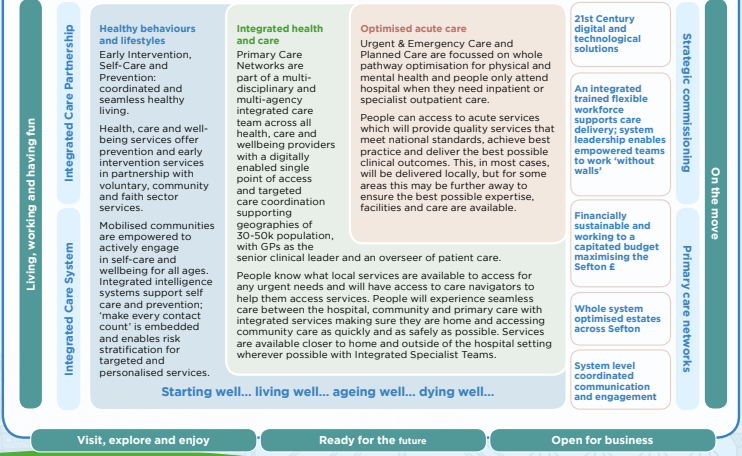 Living, working and having fun
Integrated Care Partnership
Integrated Care System
Healthy behaviours
and lifestyles
Early Intervention,
Self-Care and
Prevention:
coordinated and
seamless healthy
living.
Health, care and well-
being services offer
prevention and early
intervention services
in partnership with
voluntary, community
and faith sector
services.
Mobilised communities
are empowered to
actively engage
in self-care and
wellbeing for all ages.
Integrated intelligence
systems support self
care and prevention;
‘make every contact
count’ is embedded
and enables risk
stratification for
targeted and
personalised services.
Integrated health
and care
Primary Care
Networks are
part of a multi-
disciplinary and
multi-agency
integrated care
team across all
health, care and
wellbeing providers
with a digitally
enabled single
point of access
and targeted
care coordination
supporting
geographies of
30-50k population,
with GPs as the
senior clinical leader and an overseer of patient care.
People know what local services are available to access for
any urgent needs and will have access to care navigators to
help them access services. People will experience seamless
care between the hospital, community and primary care with
integrated services making sure they are home and accessing
community care as quickly and as safely as possible. Services
are available closer to home and outside of the hospital setting
wherever possible with Integrated Specialist Teams.
Optimised acute care
Urgent & Emergency Care and
Planned Care are focussed on whole
pathway optimisation for physical and
mental health and people only attend
hospital when they need inpatient or
specialist outpatient care.
People can access to acute services
which will provide quality services that
meet national standards, achieve best
practice and deliver the best possible
clinical outcomes. This, in most cases,
will be delivered locally, but for some
areas this may be further away to
ensure the best possible expertise,
facilities and care are available.
Starting well... living well... ageing well... dying well...
21st Century
digital and
technological
solutions
An integrated
trained flexible
workforce
supports care
delivery; system
leadership enables
empowered teams
to work ‘without
walls’
Financially
sustainable and
working to a
capitated budget
maximising the
Sefton £
Whole system
optimised estates
across Sefton
System level
coordinated
communication
and engagement
Strategic commissioning
Primary care networks
On the move
Visit, explore and enjoy
Ready for the future
Open for business